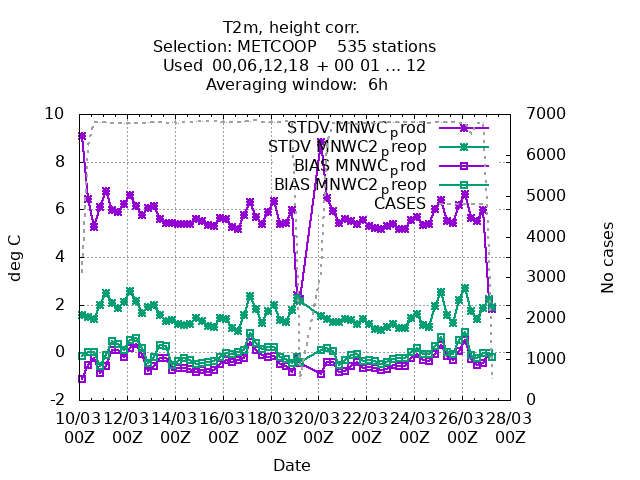 T2m, height corr.
Selection: METCOOP 535 stations
Used 00,06,12,18 + 00 01 ... 12
Averaging window: 6h
10 7000
STDV MNWC_prod
STDV MNWC2_preop
8 6000
BIAS MNWC_prod
BIAS MNWC2_preop
CASES
6 5000
4 4000
deg C
No cases
3000
2 2000
0 1000
-2 0
10/03 12/03 14/03 16/03 18/03 20/03 22/03 24/03 26/03 28/03
00Z 00Z 00Z 00Z 00Z 00Z 00Z 00Z 00Z 00Z
Date